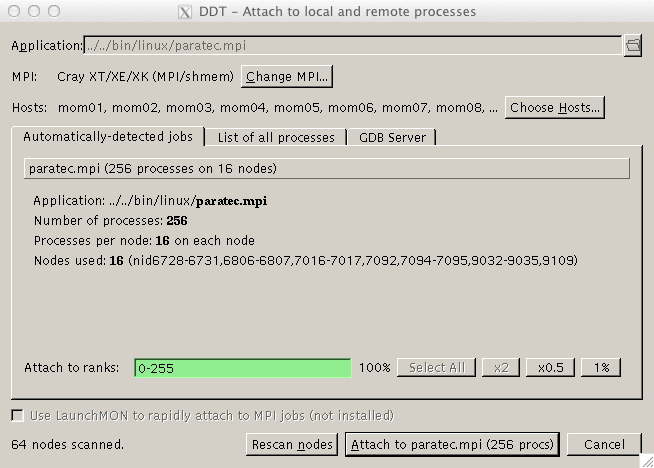 DDT - Attach to local and remote processes
Application: ../../bin/linux/paratec.mpi
MPI: Cray XT/XE/XK (MPI/shmem) Change MPI...
Hosts: mom01, mom02, mom03, mom04, mom05, mom06, mom07, mom08, ... Choose Hosts...
Automatically-detected jobs List of all processes GDB Server
paratec.mpi (256 processes on 16 nodes)
Application: ../../bin/linux/paratec.mpi
Number of processes: 256
Processes per node: 16 on each node
Nodes used: 16 (nid6728-6731,6806-6807,7016-7017,7092,7094-7095,9032-9035,9109)
Attach to ranks: 0-255 100% Select All x2 x0.5 1%
Use LaunchMON to rapidly attach to MPI jobs (not installed)
64 nodes scanned. Rescan nodes Attach to paratec.mpi (256 procs) Cancel